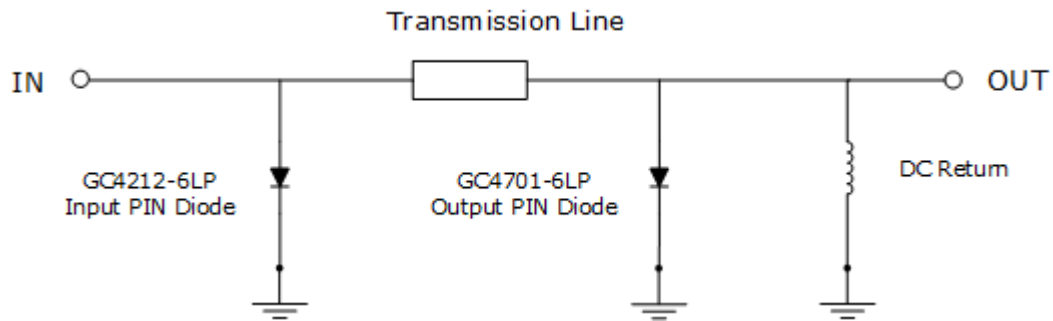 Transmission Line
IN
OUT
GC4212-6LP
Input PIN Diode
GC4701-6LP
Output PIN Diode
DC Return